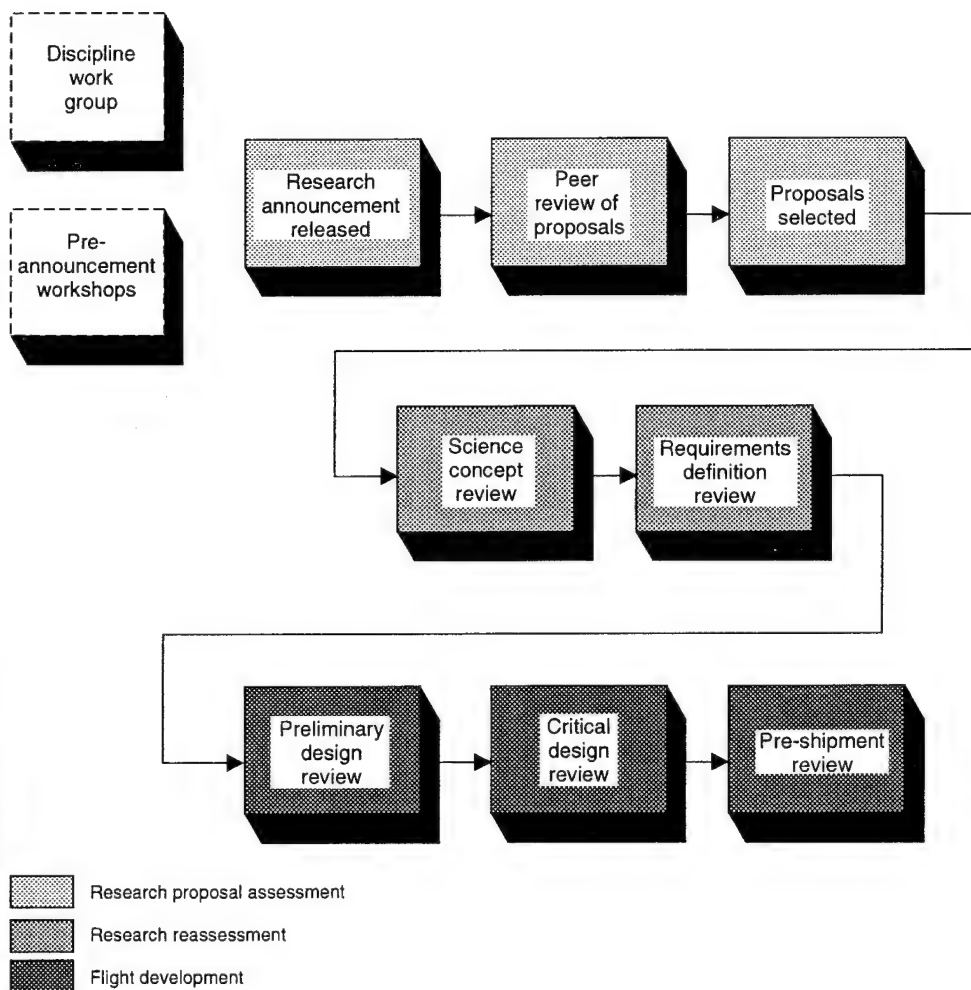 Discipline
work
group
Pre-
announcement
workshops
Research
announcement
released
Peer
review of
proposals
Proposals
selected
Science
concept
review
Requirements
definition
review
Preliminary
design
review
Critical
design
review
Pre-shipment
review
Research proposal assessment
Research reassessment
Flight development